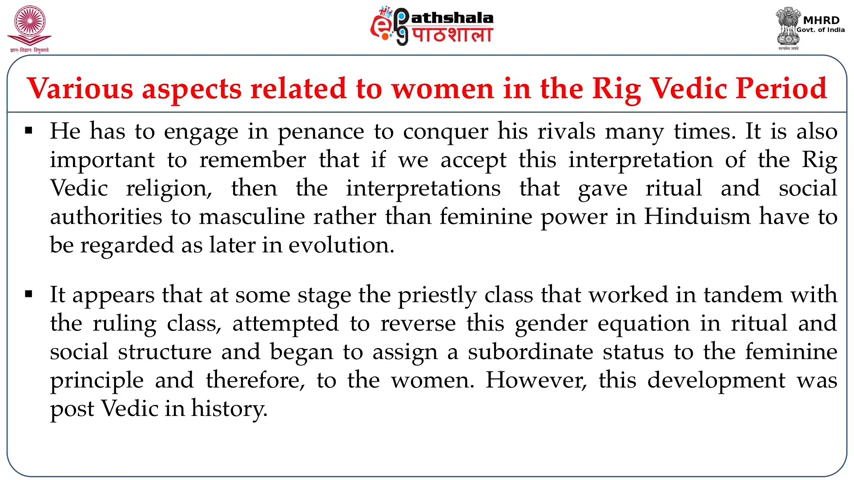 ePathshala
पाठशाला
MHRD
Govt. of India
ज्ञान-विज्ञान विमुक्तये
सत्यमेव जयते
Various aspects related to women in the Rig Vedic Period
▪ He has to engage in penance to conquer his rivals many times. It is also
important to remember that if we accept this interpretation of the Rig
Vedic religion, then the interpretations that gave ritual and social
authorities to masculine rather than feminine power in Hinduism have to
be regarded as later in evolution.
▪ It appears that at some stage the priestly class that worked in tandem with
the ruling class, attempted to reverse this gender equation in ritual and
social structure and began to assign a subordinate status to the feminine
principle and therefore, to the women. However, this development was
post Vedic in history.